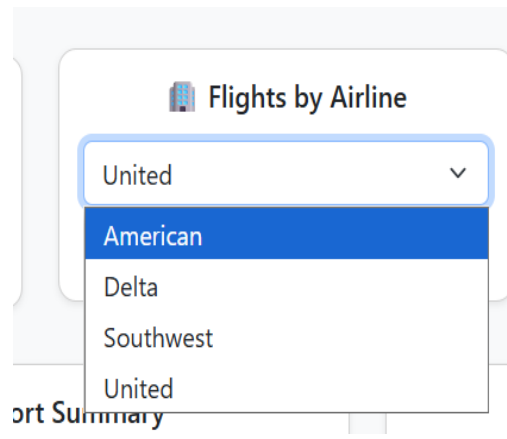 Flights by Airline
United
American
Delta
Southwest
United
ort Summary